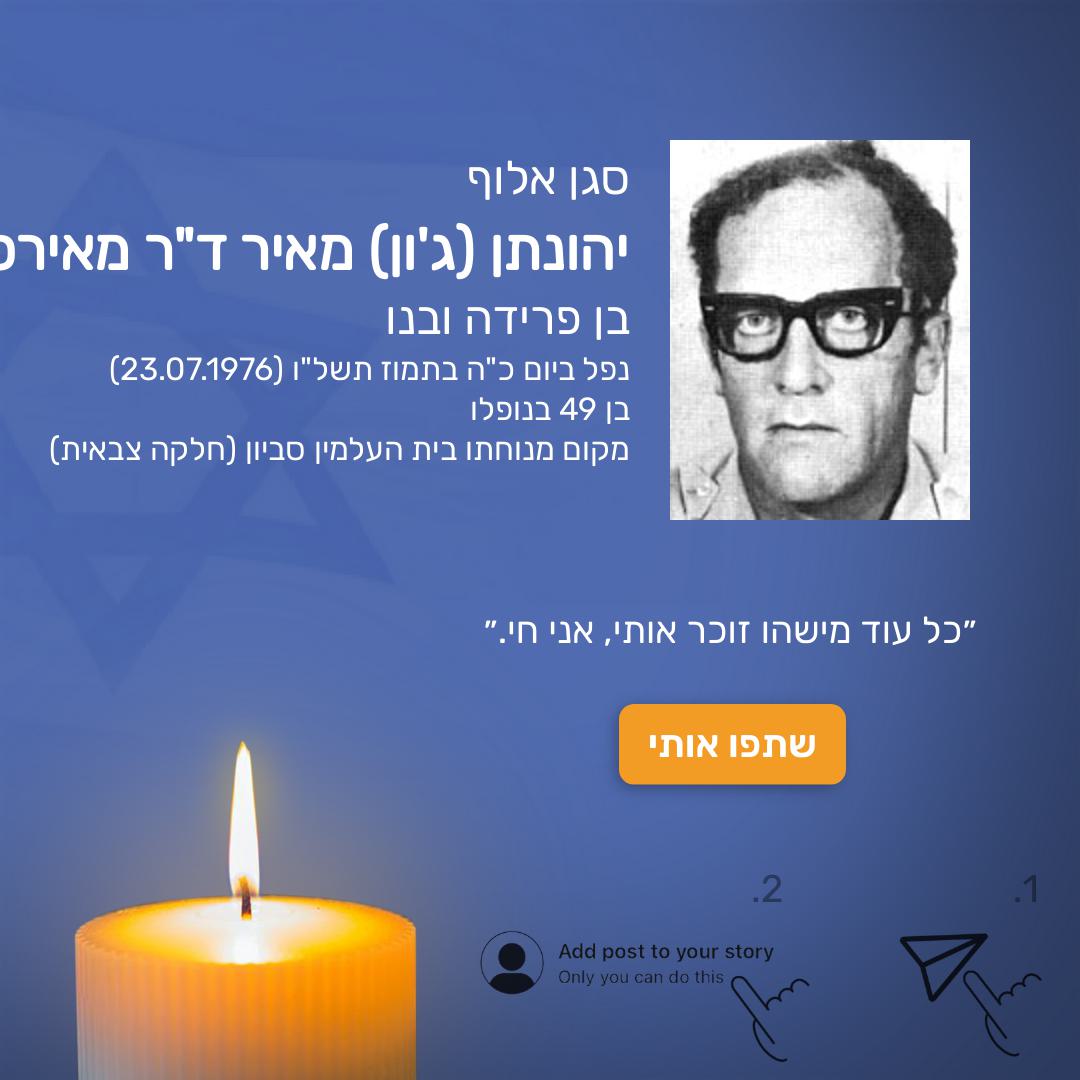 סגן אלוף
יהונתן (ג'ון) מאיר ד"ר
בן פרידה ובנו
נפל ביום כ"ה בתמוז תשל"ו (23.07.1976)
בן 49 בנופלו
מקום מנוחתו בית העלמין סביון (חלקה צבאית)
״כל עוד מישהו זוכר אותי, אני חי.״
שתפו אותי
.1
.2
Add post to your story
Only you can do this